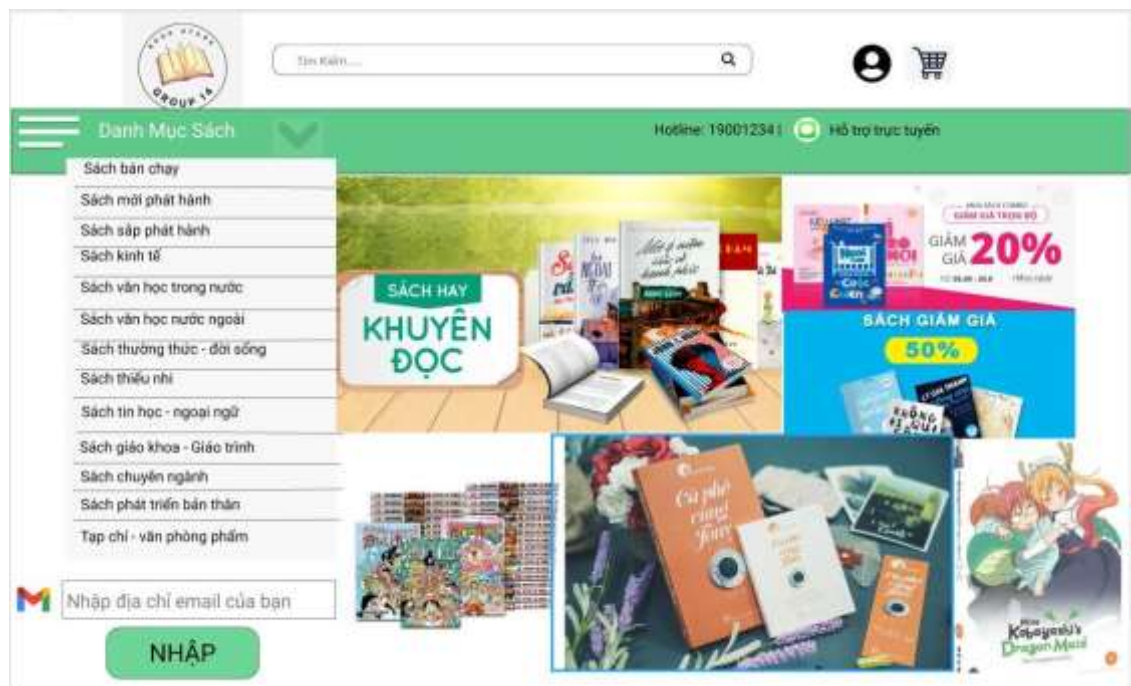 GROUP 16
Tìm Kiếm.....
Danh Mục Sách
Hotline: 19001234 |
Hỗ trợ trực tuyến
Sách bán chạy
Sách mới phát hành
Sách sắp phát hành
Sách kinh tế
Sách văn học trong nước
Sách văn học nước ngoài
Sách thường thức - đời sống
Sách thiếu nhi
Sách tin học - ngoại ngữ
Sách giáo khoa - Giáo trình
Sách chuyên ngành
Sách phát triển bản thân
Tạp chí - văn phòng phẩm
Nhập địa chỉ email của bạn
NHẬP
SÁCH HAY
KHUYÊN
ĐỌC
GIẢM GIÁ TRỌN BỘ
GIẢM
GIÁ 20%
SÁCH GIẢM GIÁ
50%
Cà phê
cùng
Tony
Miss
Kobayashi's
Dragon Maid